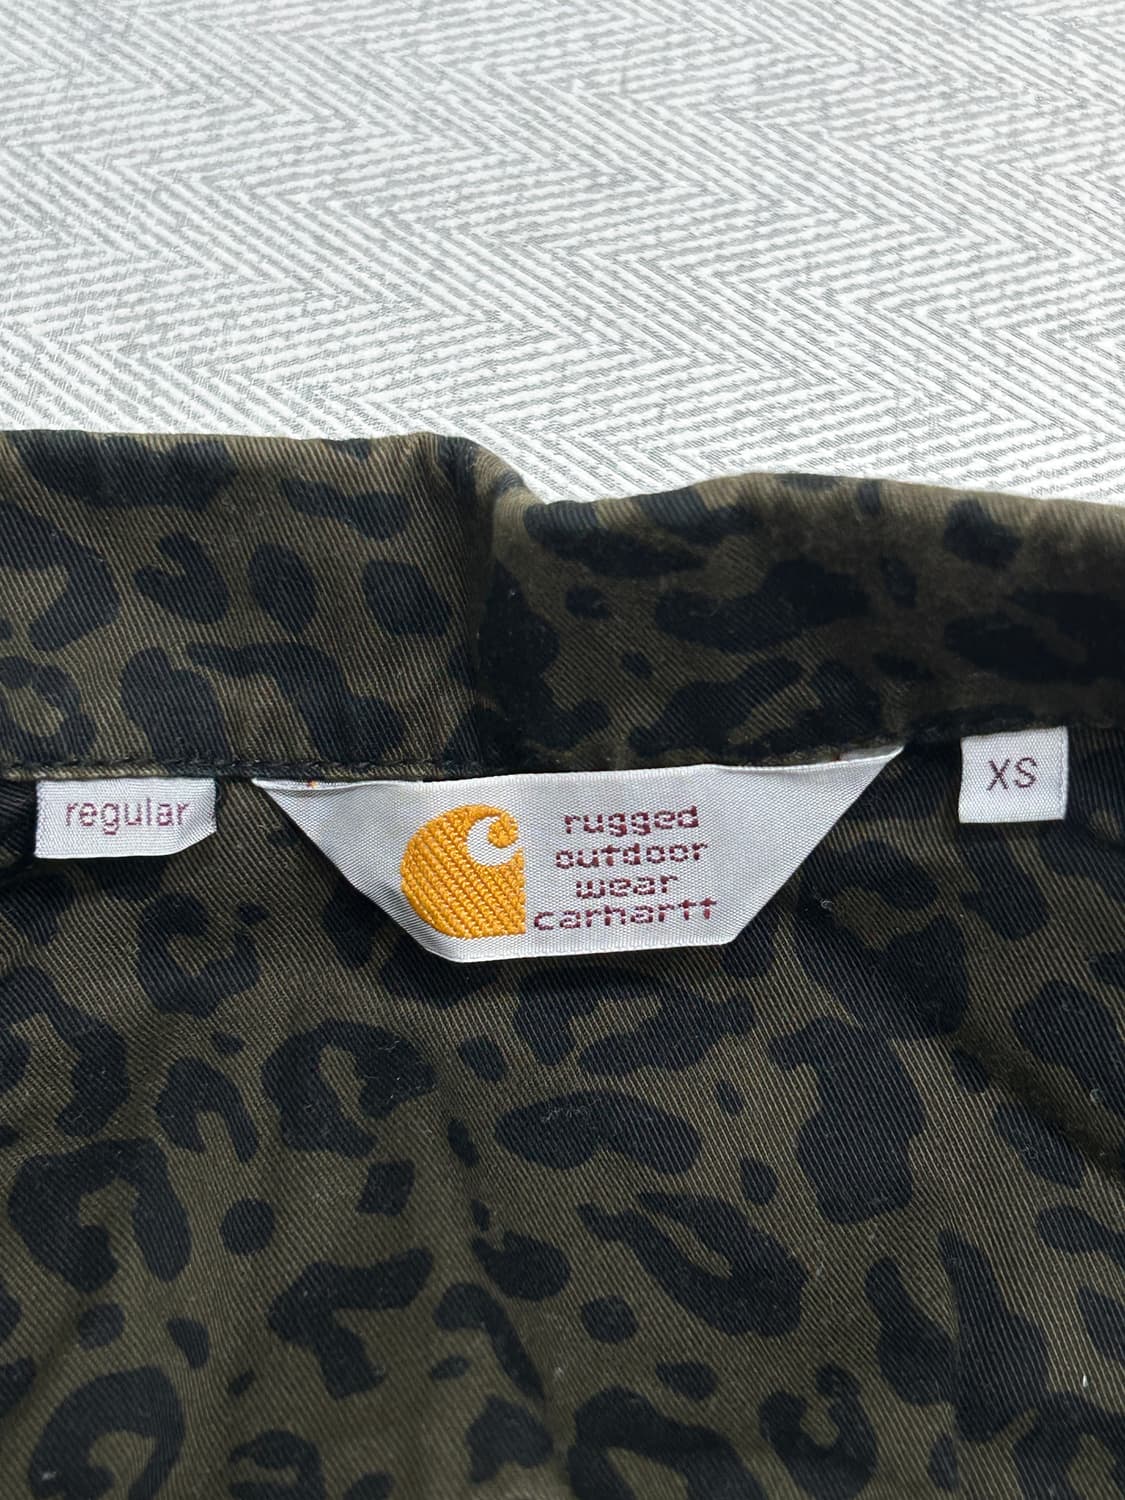 regular
rugged
outdoor
wear
carhartt
XS